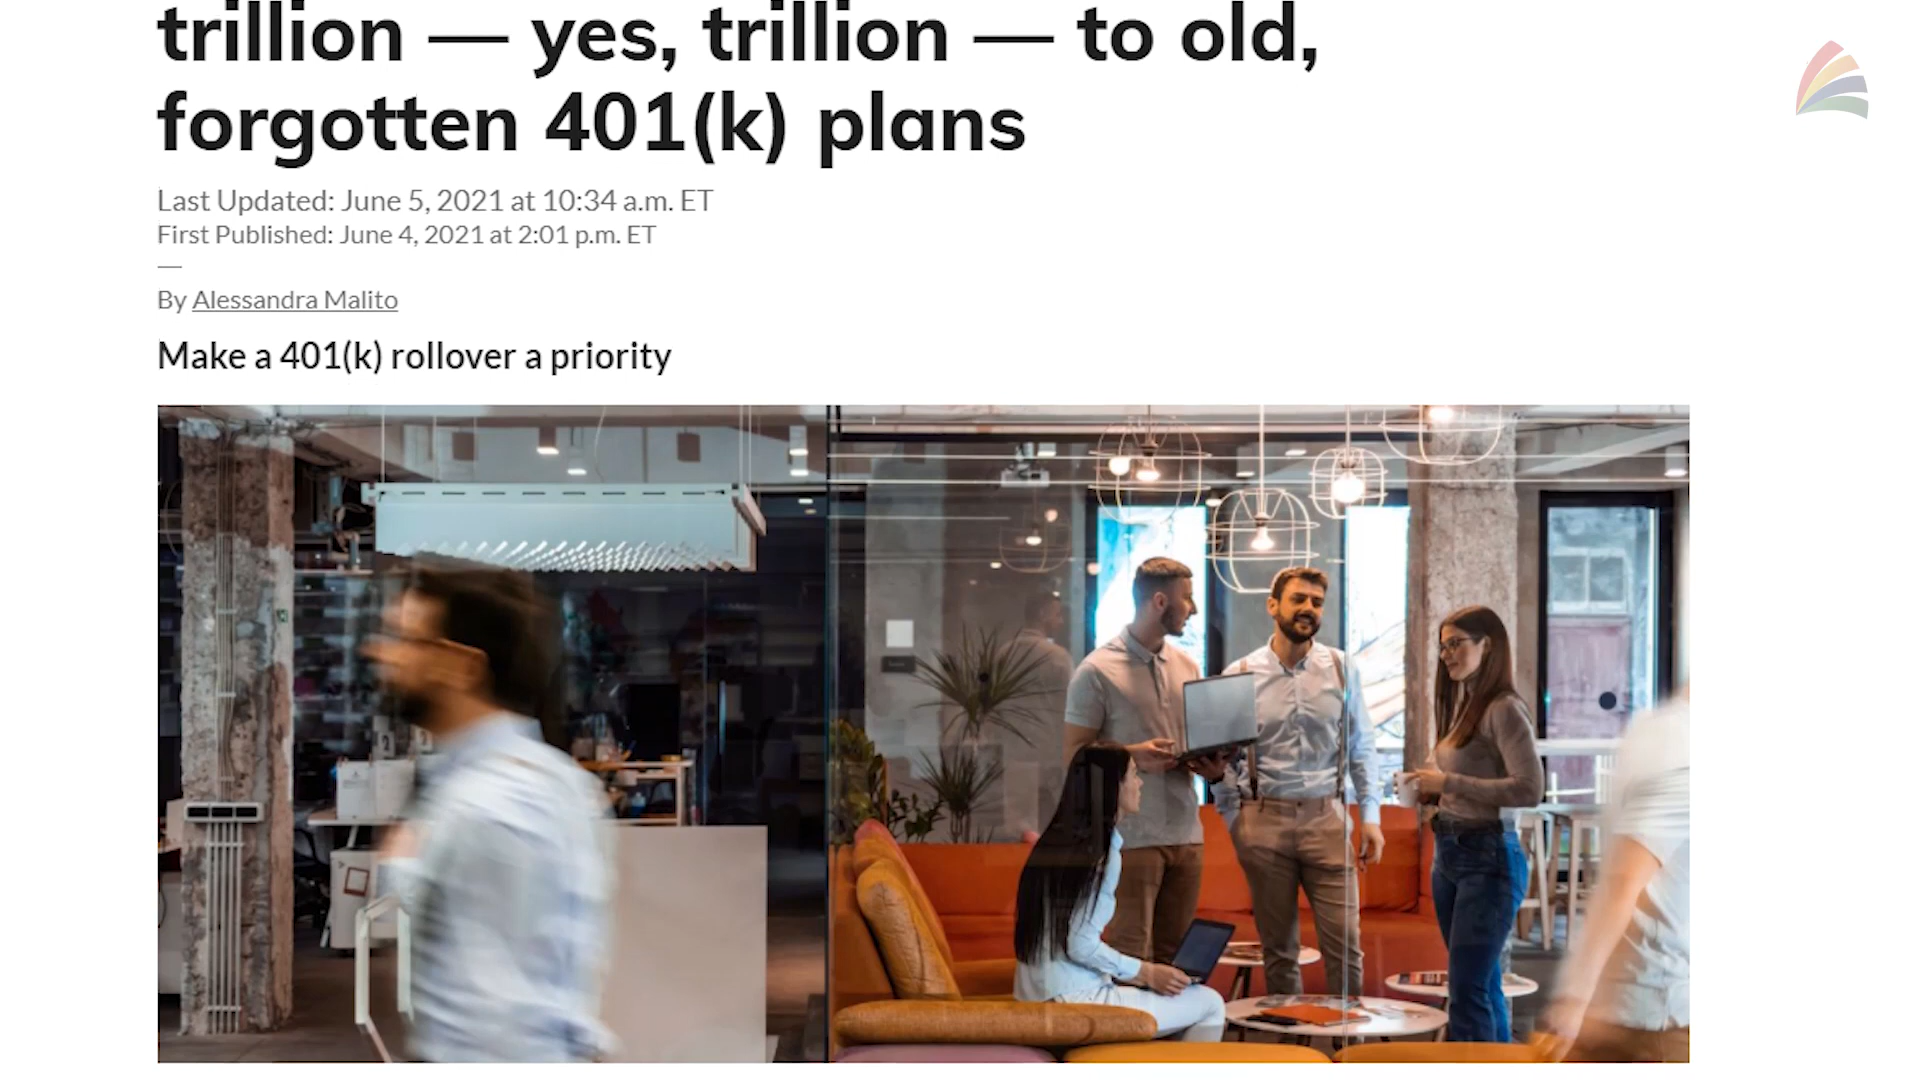 trillion — yes, trillion — to old,
forgotten 401(k) plans
Last Updated: June 5, 2021 at 10:34 a.m. ET
First Published: June 4, 2021 at 2:01 p.m. ET
—
By Alessandra Malito
Make a 401(k) rollover a priority